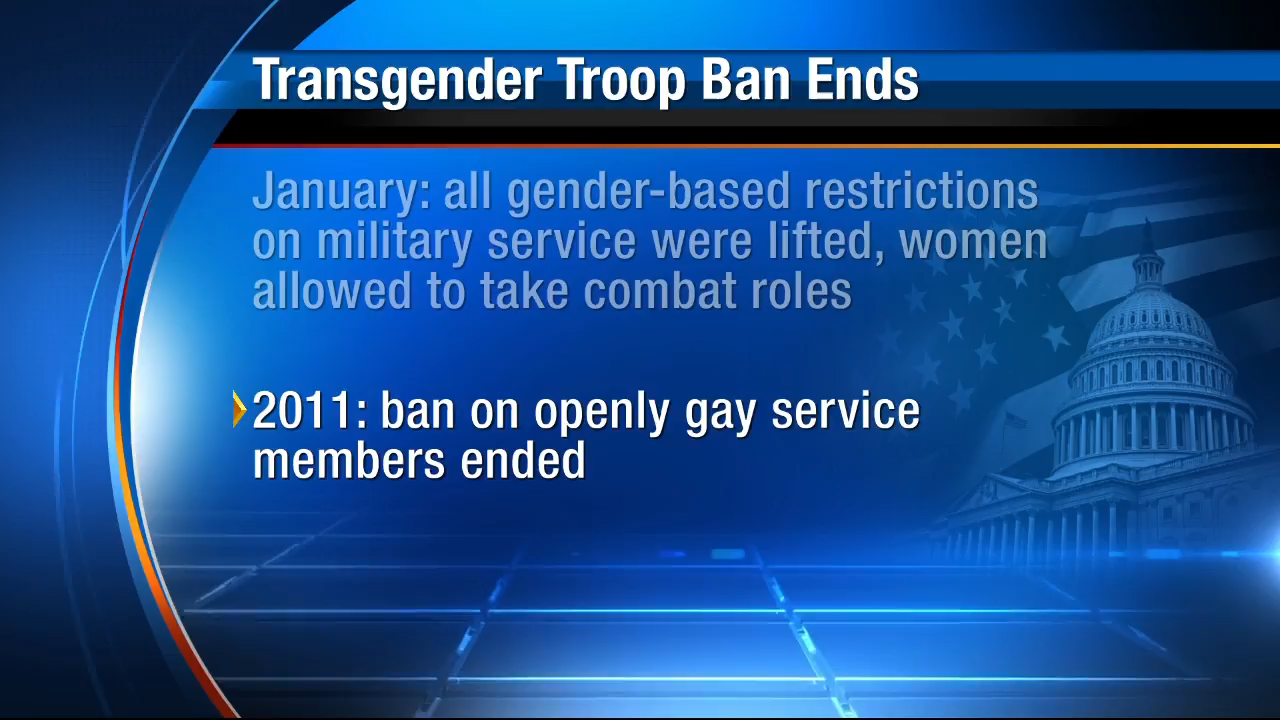 Transgender Troop Ban Ends
January: all gender-based restrictions
on military service were lifted, women
allowed to take combat roles
2011: ban on openly gay service
members ended